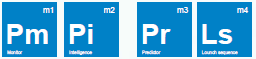 m1 m2 m3 m4
Pm Pi Pr Ls
Monitor Intelligence Predictor Launch sequence